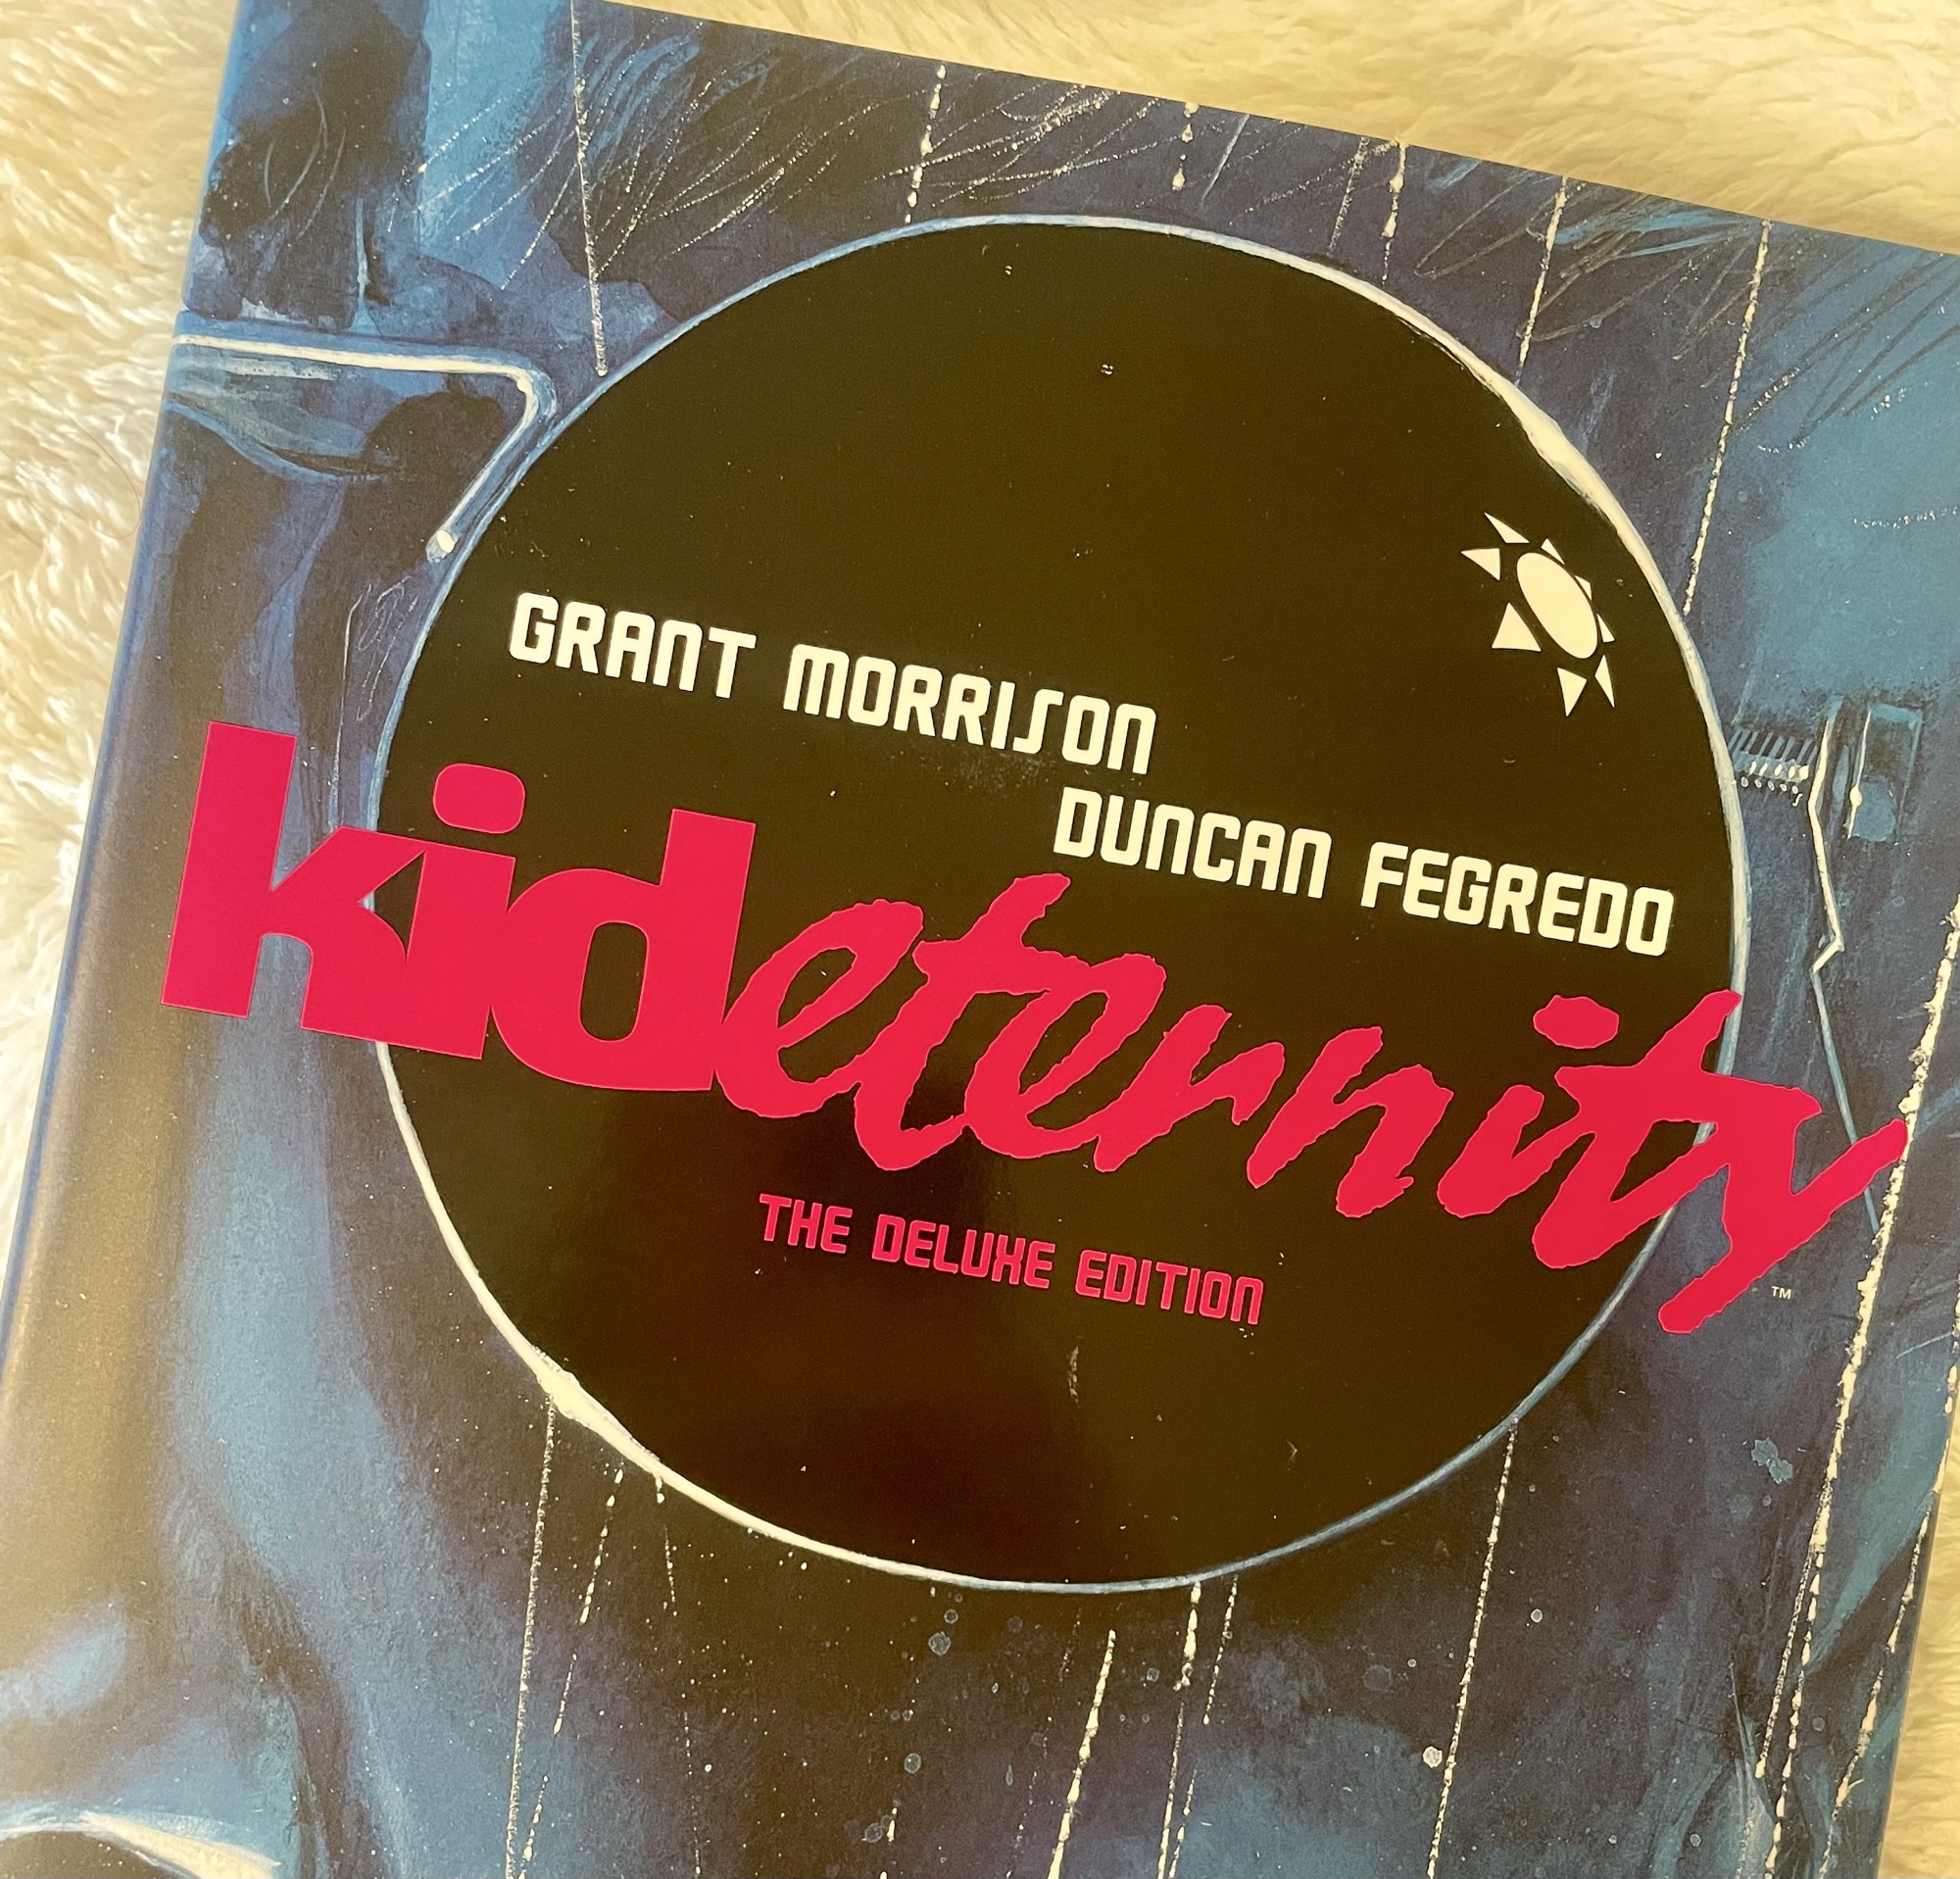 GRANT MORRISON
DUNCAN FEGREDO
kideternity
TM
THE DELUXE EDITION